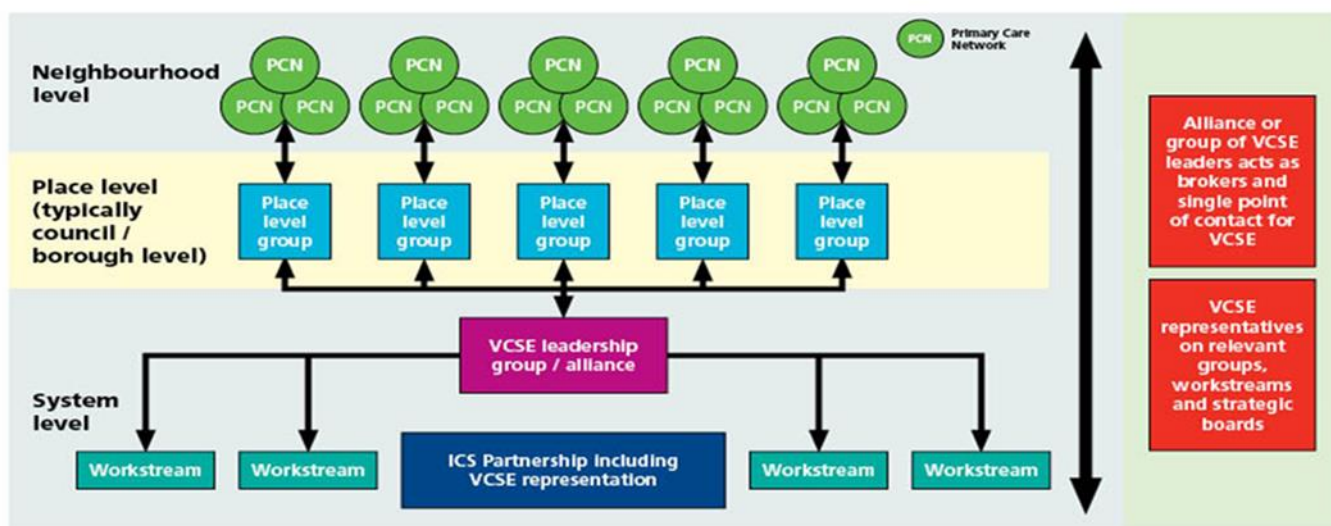 PCN
Primary Care
Network
Neighbourhood
level
PCN
PCN PCN
PCN
PCN PCN
PCN
PCN PCN
PCN
PCN PCN
PCN
PCN PCN
Place level
(typically
council /
borough level)
Place
level
group
Place
level
group
Place
level
group
Place
level
group
Place
level
group
System
level
VCSE leadership
group / alliance
Workstream
Workstream
ICS Partnership including
VCSE representation
Workstream
Workstream
Alliance or
group of VCSE
leaders acts as
brokers and
single point
of contact for
VCSE
VCSE
representatives
on relevant
groups,
workstreams
and strategic
boards